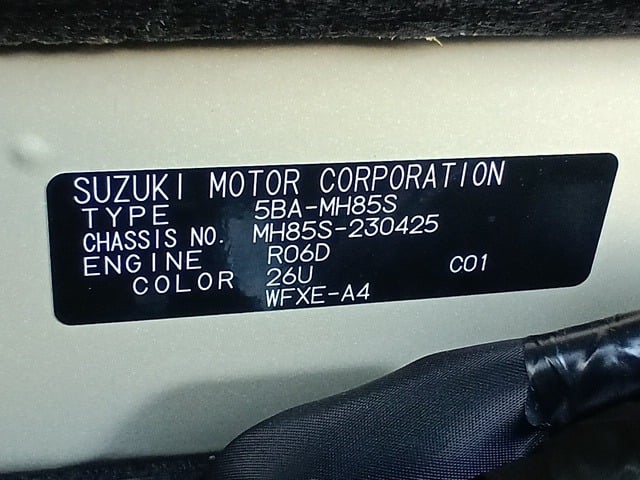 SUZUKI MOTOR CORPORATION
TYPE 5BA-MH85S
CHASSIS NO. MH85S-230425
ENGINE R06D
COLOR 26U C01
WFXE-A4